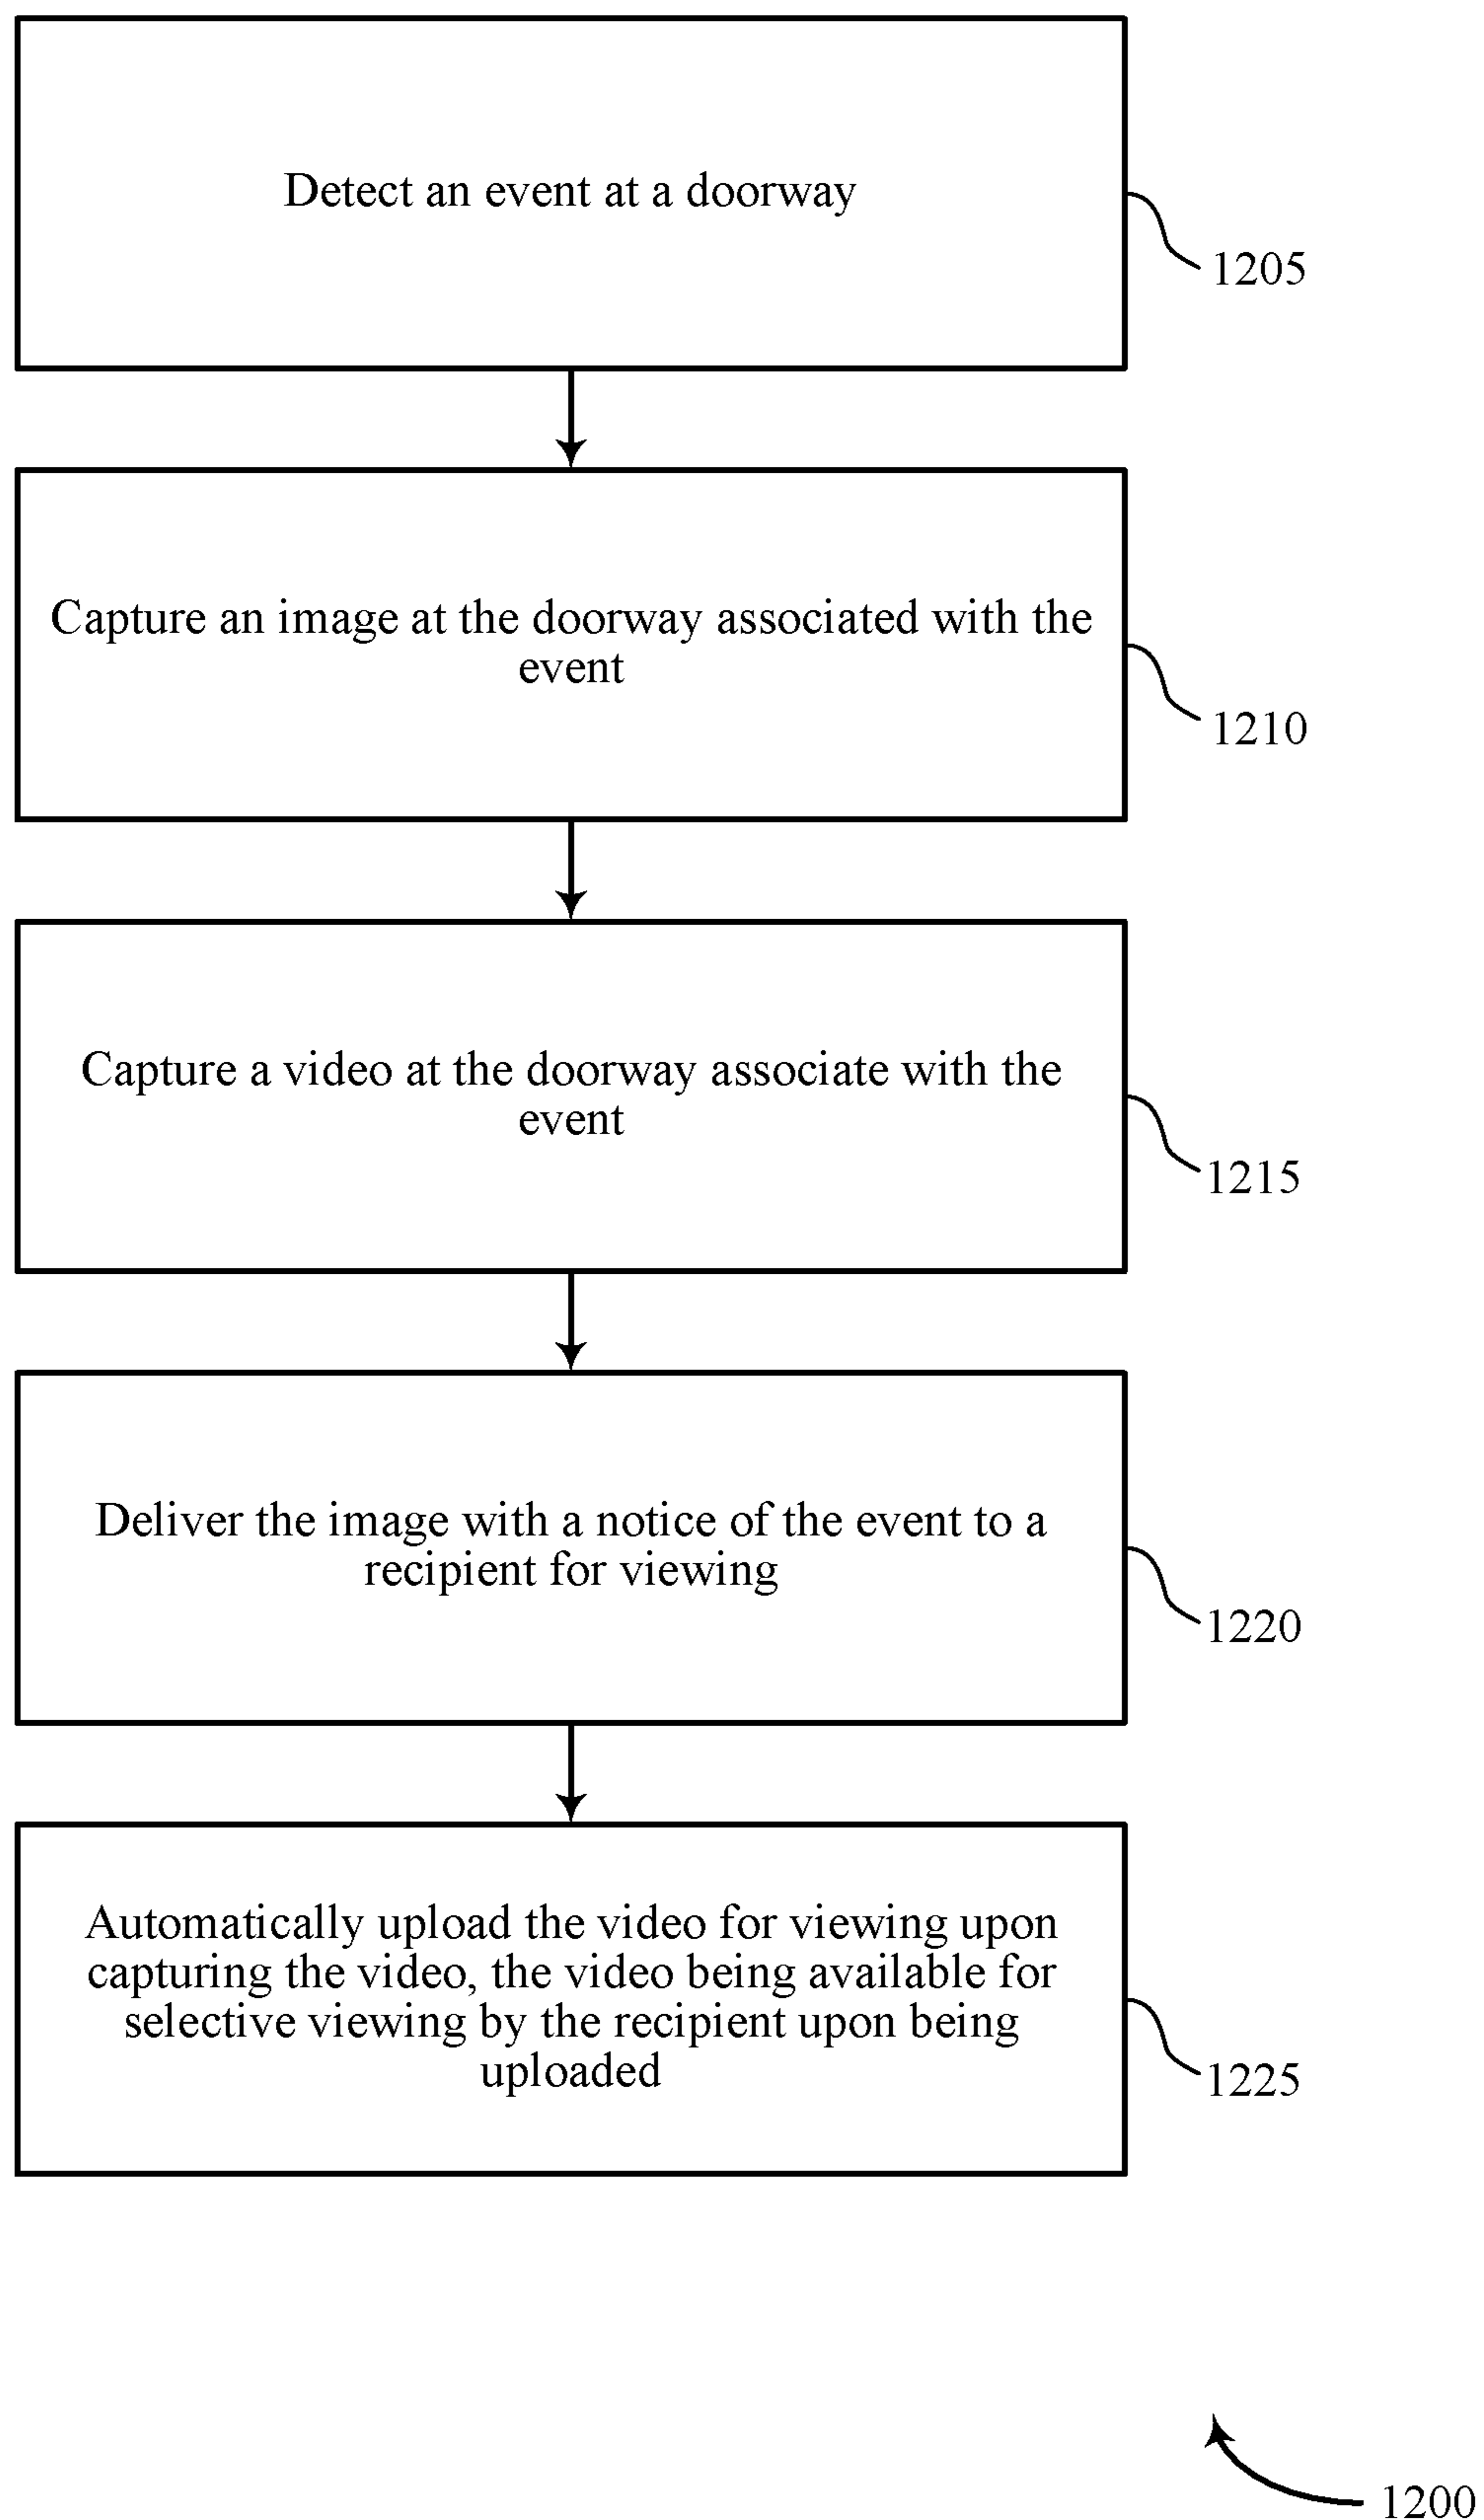 Detect an event at a doorway
1205
Capture an image at the doorway associated with the
event
1210
Capture a video at the doorway associate with the
event
1215
Deliver the image with a notice of the event to a
recipient for viewing
1220
Automatically upload the video for viewing upon
capturing the video, the video being available for
selective viewing by the recipient upon being
uploaded
1225
1200